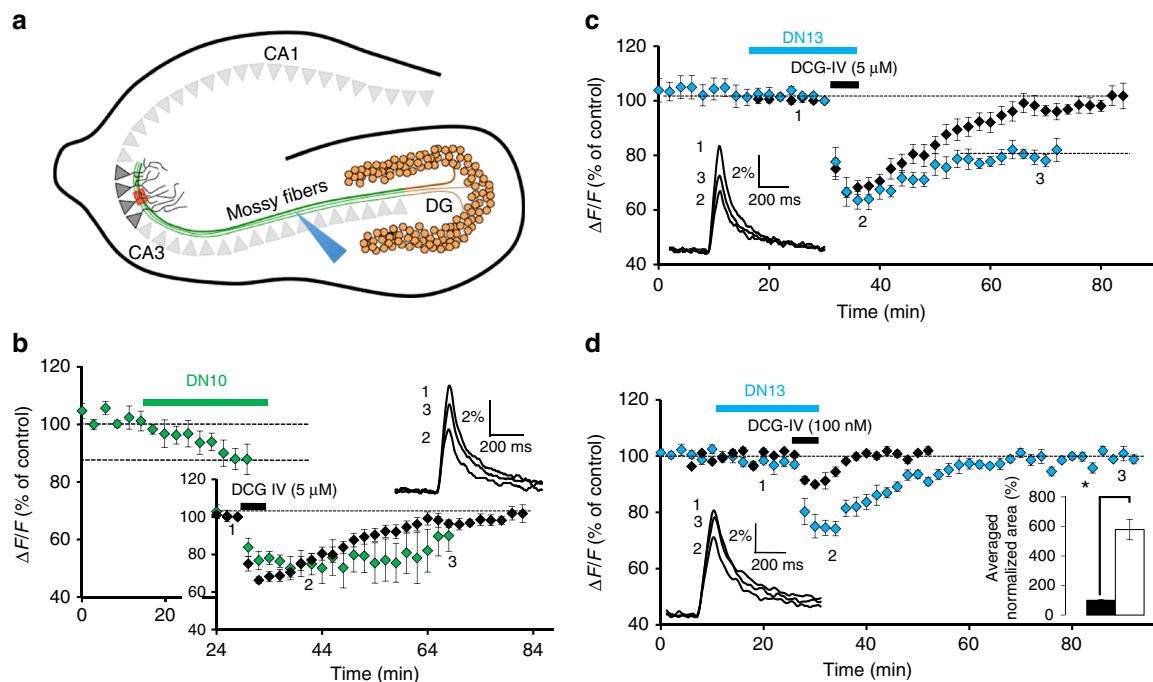 a
CA1
Mossy fibers
DG
CA3
b
ΔF/F (% of control)
120
100
80
60
40
0
20
DN10
1
3
2
2%
200 ms
120
100
80
60
40
DCG IV (5 µM)
1
2
3
24
44
64
84
Time (min)
c
ΔF/F (% of control)
120
100
80
60
40
DN13
DCG-IV (5 µM)
1
2
3
1
3
2
2%
200 ms
0
20
40
60
80
Time (min)
d
ΔF/F (% of control)
120
100
80
60
40
DN13
DCG-IV (100 nM)
1
2
3
1
3
2
2%
200 ms
Averaged
normalized area (%)
800
600
400
200
0
*
0
20
40
60
80
Time (min)